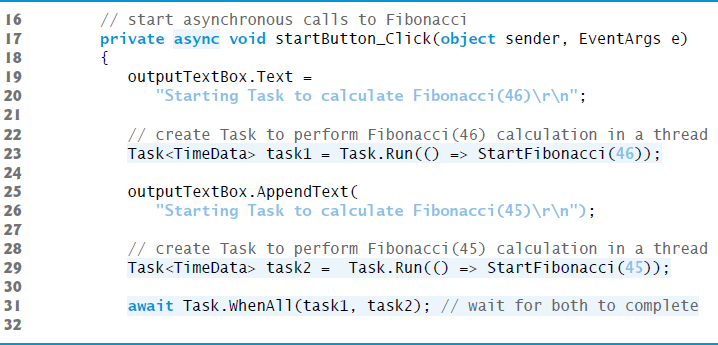 16 // start asynchronous calls to Fibonacci
17 private async void startButton_Click(object sender, EventArgs e)
18 {
19 outputTextBox.Text =
20 "Starting Task to calculate Fibonacci(46)\r\n";
21
22 // create Task to perform Fibonacci(46) calculation in a thread
23 Task<TimeData> task1 = Task.Run(() => StartFibonacci(46));
24
25 outputTextBox.AppendText(
26 "Starting Task to calculate Fibonacci(45)\r\n");
27
28 // create Task to perform Fibonacci(45) calculation in a thread
29 Task<TimeData> task2 = Task.Run(() => StartFibonacci(45));
30
31 await Task.WhenAll(task1, task2); // wait for both to complete
32